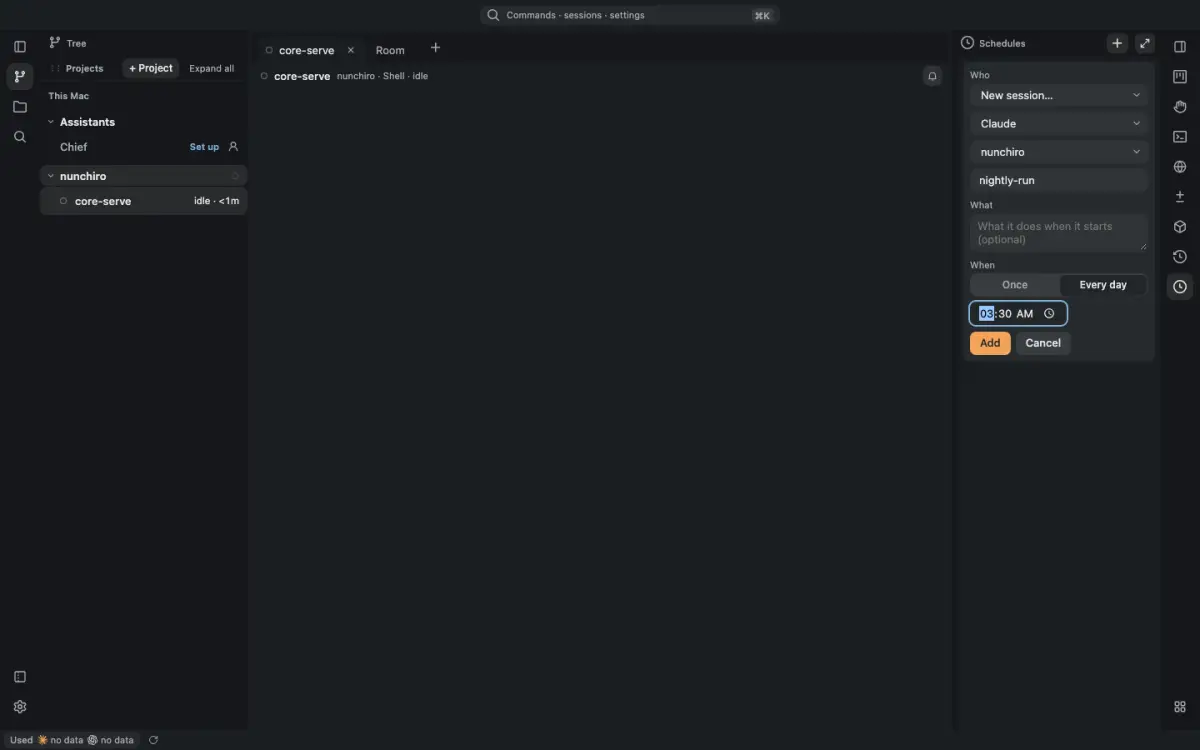 Commands · sessions · settings ⌘K
Tree
Projects + Project Expand all
This Mac
Assistants
Chief Set up
nunchiro
core-serve idle · <1m
core-serve × Room +
core-serve nunchiro · Shell · idle
Schedules
Who
New session...
Claude
nunchiro
nightly-run
What
What it does when it starts
(optional)
When
Once Every day
03:30 AM
Add Cancel
Used no data no data